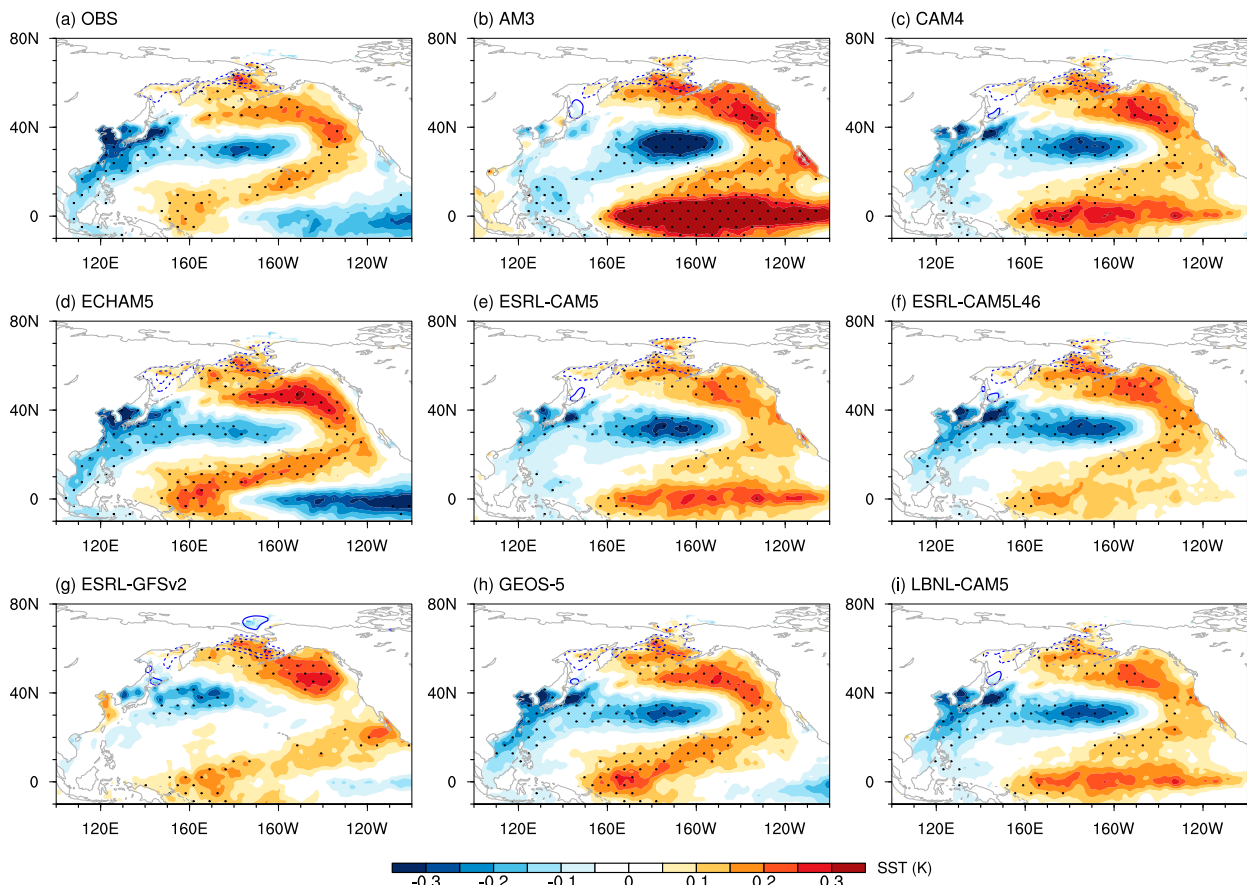 (a) OBS
(b) AM3
(c) CAM4
80N
40N
0
120E 160E 160W 120W
80N
40N
0
120E 160E 160W 120W
80N
40N
0
120E 160E 160W 120W
(d) ECHAM5
(e) ESRL-CAM5
(f) ESRL-CAM5L46
80N
40N
0
120E 160E 160W 120W
80N
40N
0
120E 160E 160W 120W
80N
40N
0
120E 160E 160W 120W
(g) ESRL-GFSv2
(h) GEOS-5
(i) LBNL-CAM5
80N
40N
0
120E 160E 160W 120W
80N
40N
0
120E 160E 160W 120W
80N
40N
0
120E 160E 160W 120W
-0.3 -0.2 -0.1 0 0.1 0.2 0.3 SST (K)